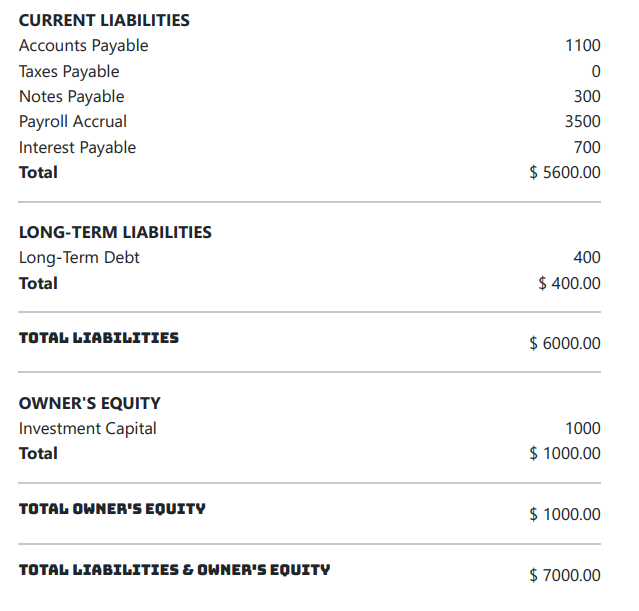 CURRENT LIABILITIES
Accounts Payable 1100
Taxes Payable 0
Notes Payable 300
Payroll Accrual 3500
Interest Payable 700
Total $ 5600.00
LONG-TERM LIABILITIES
Long-Term Debt 400
Total $ 400.00
TOTAL LIABILITIES $ 6000.00
OWNER'S EQUITY
Investment Capital 1000
Total $ 1000.00
TOTAL OWNER'S EQUITY $ 1000.00
TOTAL LIABILITIES & OWNER'S EQUITY $ 7000.00